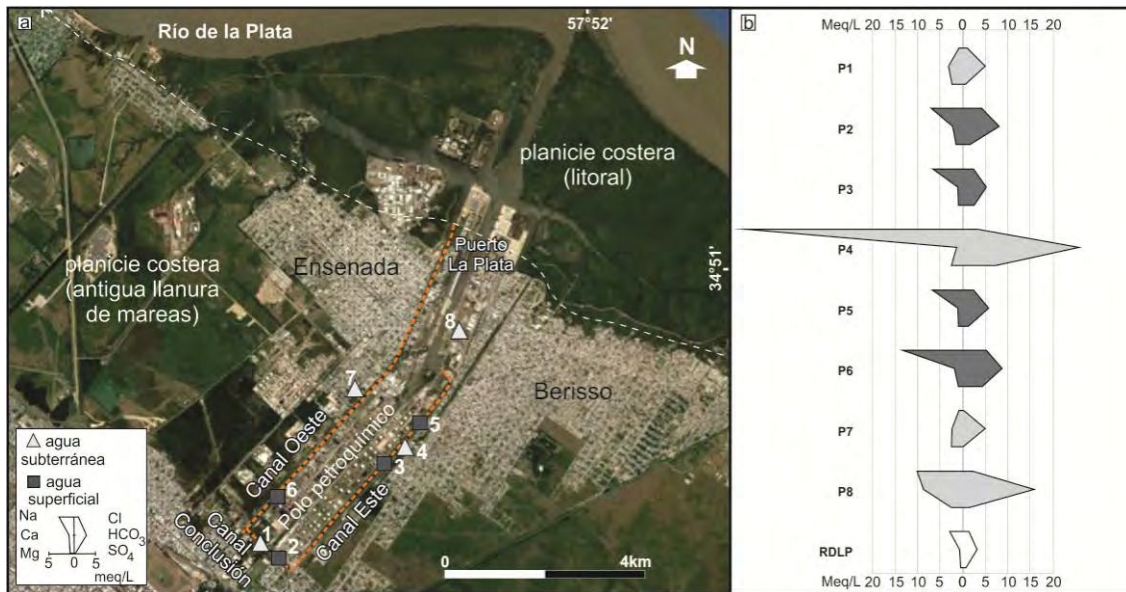 a
Río de la Plata
57°52'
N
planicie costera
(litoral)
Puerto
La Plata
Ensenada
34°51'
planicie costera
(antigua llanura
de mareas)
8
7
Berisso
5
4
3
6
1
2
Canal Oeste
Polo petroquímico
Canal Este
Canal
Conclusión
agua
subterránea
agua
superficial
Na Cl
Ca HCO3
Mg SO4
5 0 5
meq/L
0 4km
b
Meq/L 20 15 10 5 0 5 10 15 20
P1
P2
P3
P4
P5
P6
P7
P8
RDLP
Meq/L 20 15 10 5 0 5 10 15 20